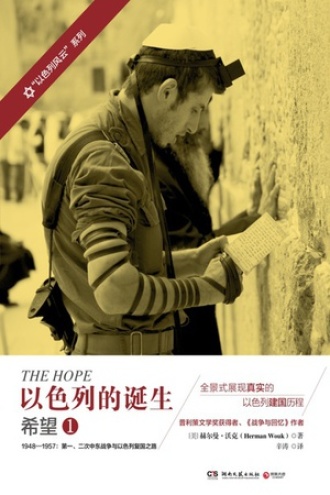 "以色列风云"系列
THE HOPE
以色列的诞生
希望 1
1948—1957：第一、二次中东战争与以色列复国之路
全景式展现真实的
以色列建国历程
普利策文学奖获得者、《战争与回忆》作者
[美] 赫尔曼·沃克（Herman Wouk）著
辛涛 译
湖南文艺出版社